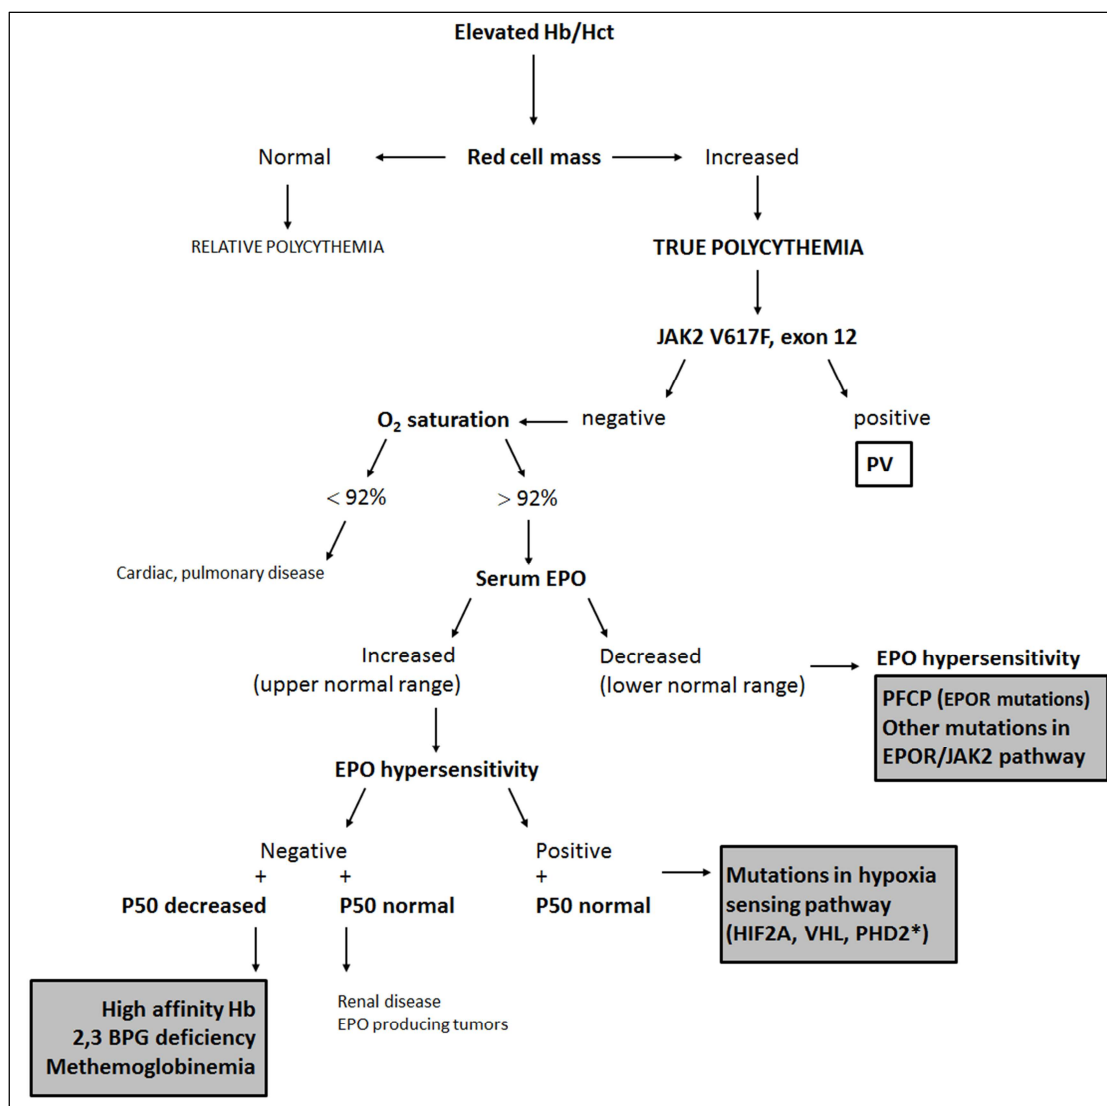 Elevated Hb/Hct
Normal
Red cell mass
Increased
RELATIVE POLYCYTHEMIA
TRUE POLYCYTHEMIA
JAK2 V617F, exon 12
O₂ saturation
negative
positive
PV
< 92%
> 92%
Cardiac, pulmonary disease
Serum EPO
Increased
(upper normal range)
Decreased
(lower normal range)
EPO hypersensitivity
PFCP (EPOR mutations)
Other mutations in
EPOR/JAK2 pathway
EPO hypersensitivity
Negative
+ +
P50 decreased
P50 normal
Positive
+
P50 normal
Mutations in hypoxia
sensing pathway
(HIF2A, VHL, PHD2*)
High affinity Hb
2,3 BPG deficiency
Methemoglobinemia
Renal disease
EPO producing tumors